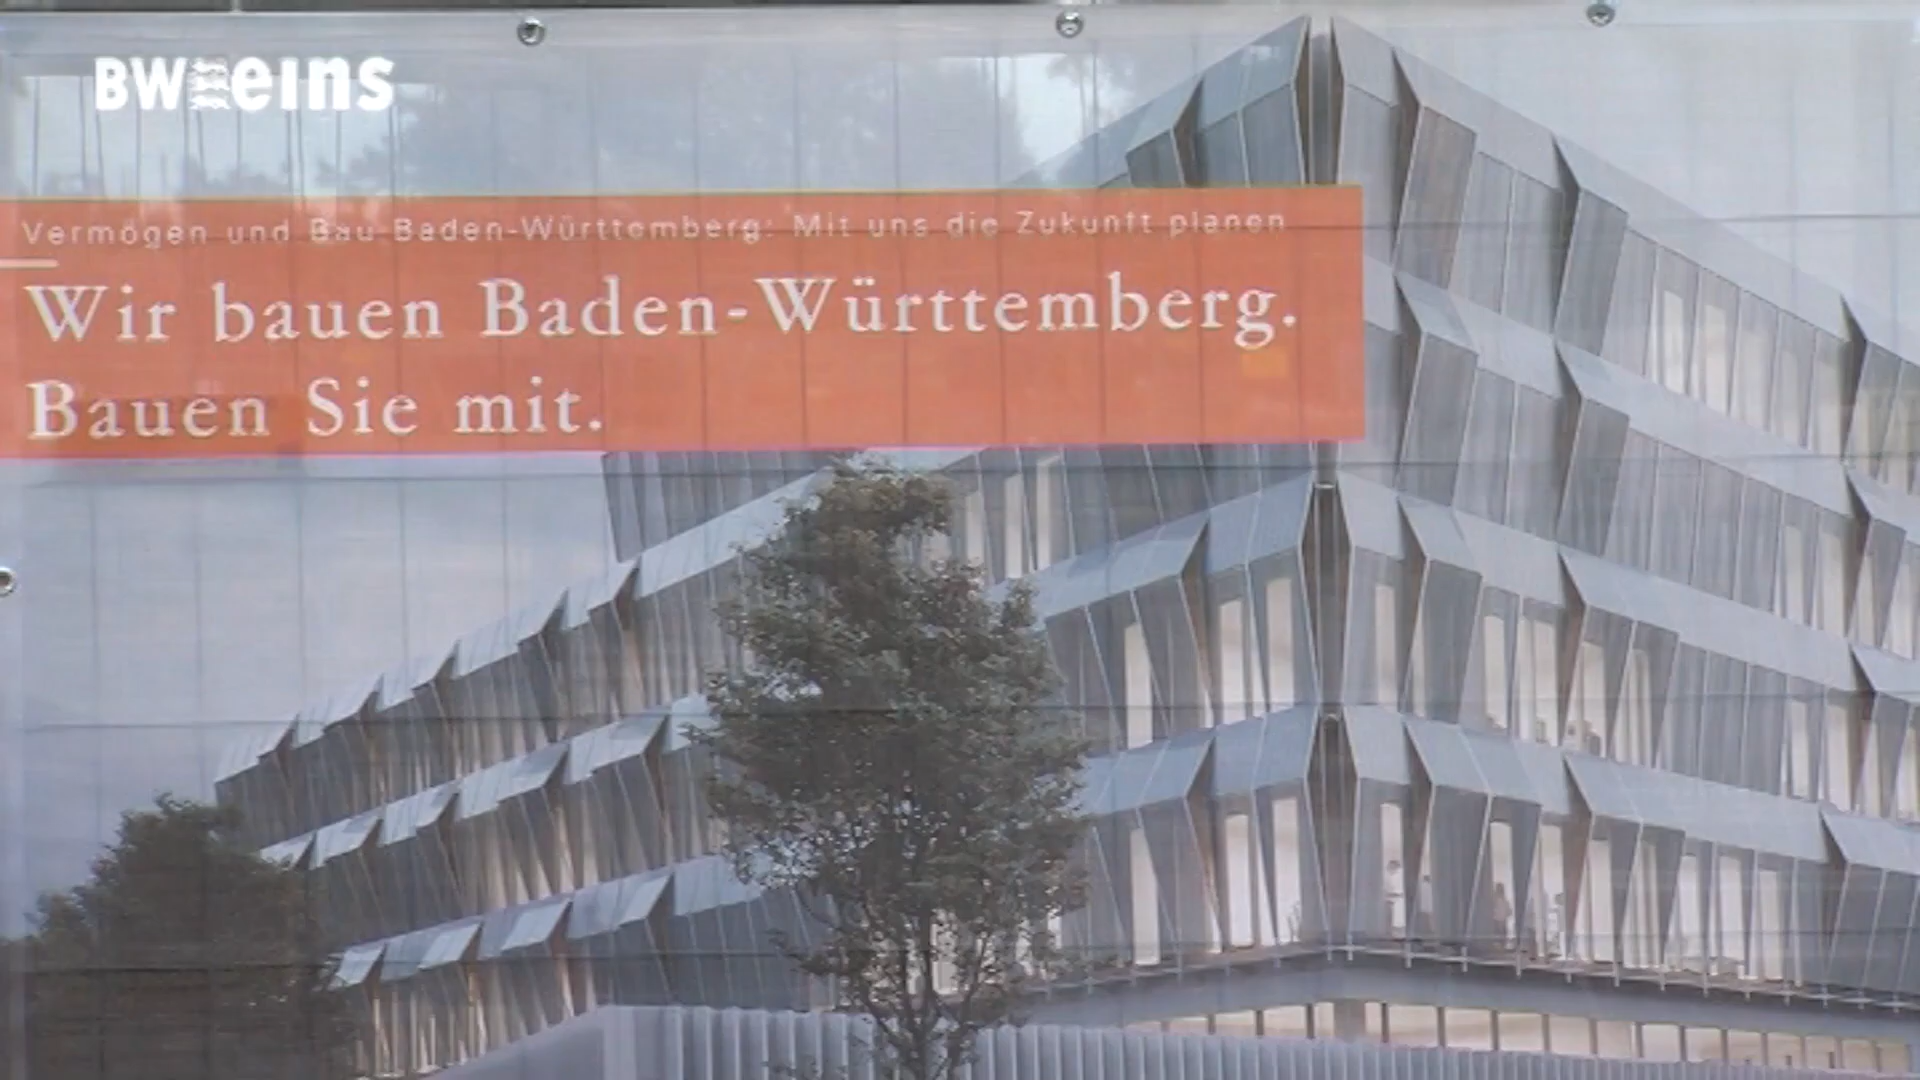 BW eins
Vermögen und Bau Baden-Württemberg: Mit uns die Zukunft planen
Wir bauen Baden-Württemberg.
Bauen Sie mit.